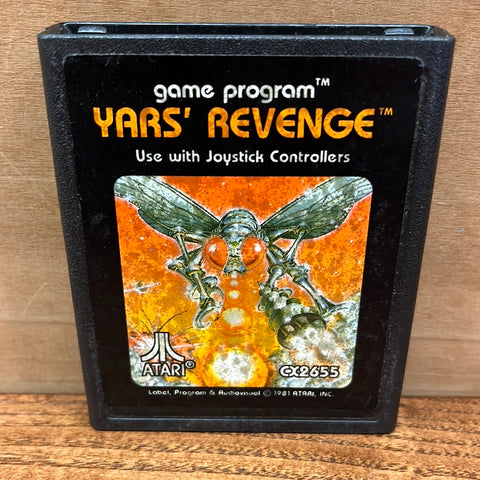 game program™
YARS' REVENGE™
Use with Joystick Controllers
ATARI®
CX2655
Label, Program & Audiovisual © 1981 ATARI, INC.